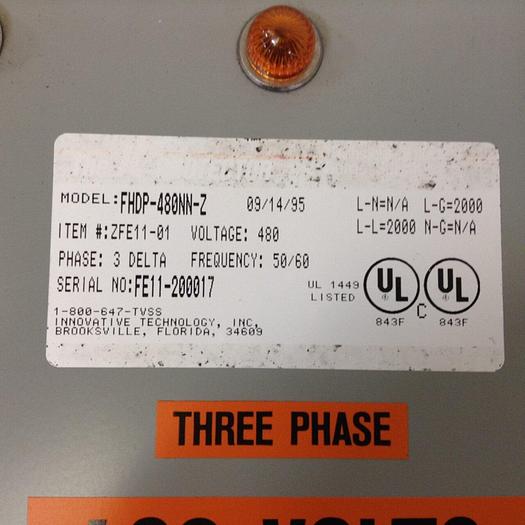 MODEL:FHDP-480NN-Z 09/14/95 L-N=N/A L-G=2000
L-L=2000 N-G=N/A
ITEM #:ZFE11-01 VOLTAGE: 480
PHASE: 3 DELTA FREQUENCY: 50/60
SERIAL NO:FE11-200017
UL 1449
LISTED
UL
843F
C
UL
843F
1-800-647-TVSS
INNOVATIVE TECHNOLOGY, INC.
BROOKSVILLE, FLORIDA, 34609
THREE PHASE
VOLTS